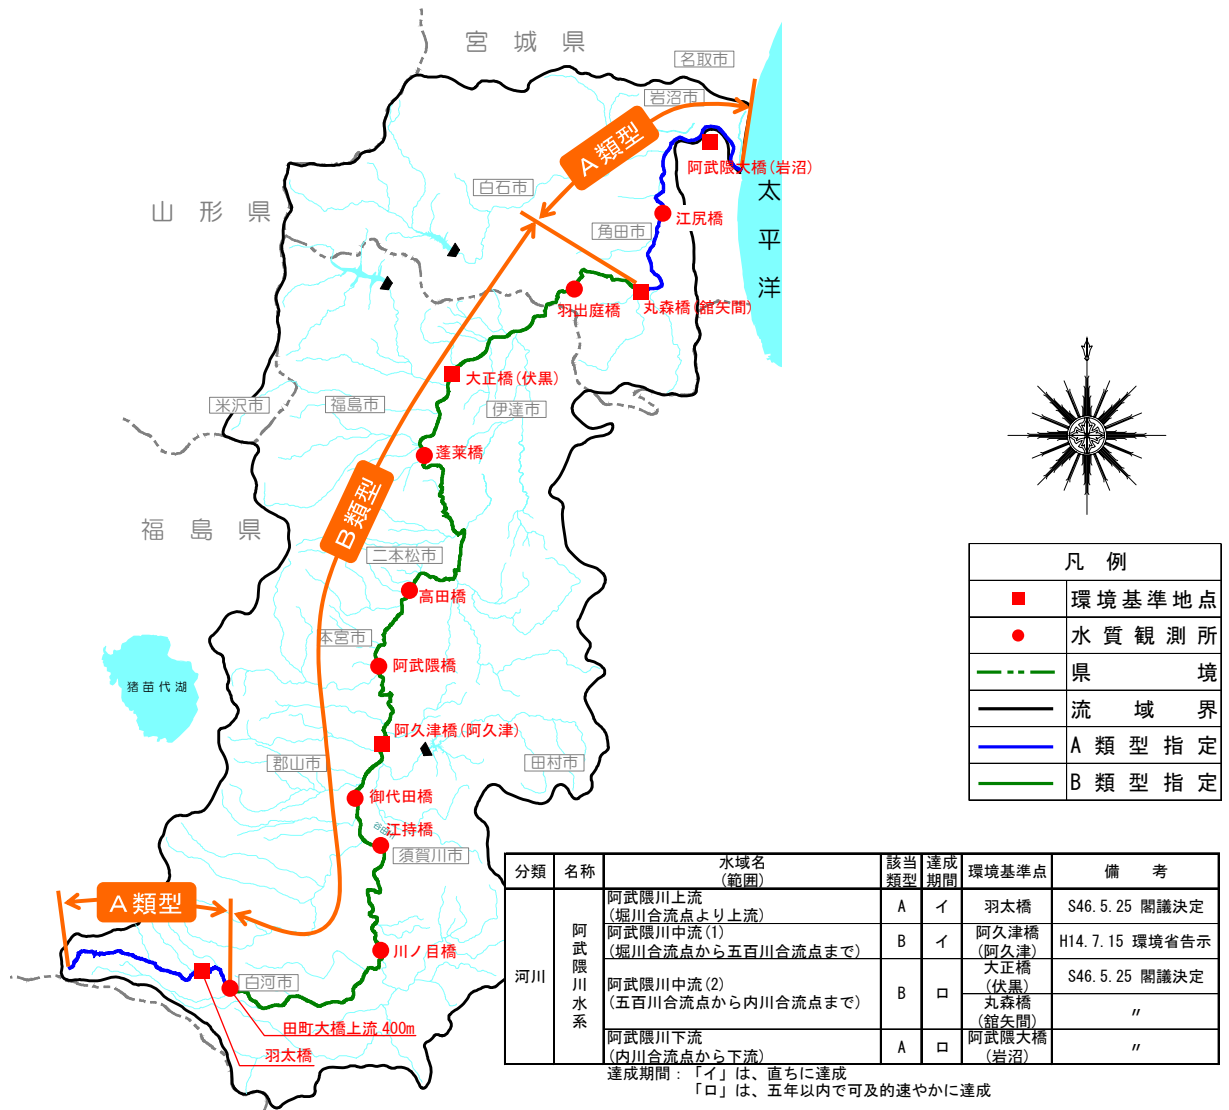 宮城県
名取市
岩沼市
A類型
阿武隈大橋(岩沼)
白石市
太平洋
山形県
江尻橋
角田市
羽出庭橋
丸森橋(舘矢間)
大正橋(伏黒)
米沢市
福島市
伊達市
蓬莱橋
B類型
福島県
二本松市
高田橋
本宮市
阿武隈橋
猪苗代湖
阿久津橋(阿久津)
郡山市
田村市
御代田橋
江持橋
須賀川市
A類型
川ノ目橋
白河市
田町大橋上流400m
羽太橋
凡例
環境基準地点
水質観測所
県境
流域界
A類型指定
B類型指定
分類 名称 水域名(範囲) 該当類型 達成期間 環境基準点 備考
河川 阿武隈川水系
阿武隈川上流(堀川合流点より上流) A イ 羽太橋 S46.5.25 閣議決定
阿武隈川中流(1)(堀川合流点から五百川合流点まで) B イ 阿久津橋(阿久津) H14.7.15 環境省告示
阿武隈川中流(2)(五百川合流点から内川合流点まで) B ロ 大正橋(伏黒) S46.5.25 閣議決定
丸森橋(舘矢間) 〃
阿武隈川下流(内川合流点から下流) A ロ 阿武隈大橋(岩沼) 〃
達成期間：「イ」は、直ちに達成
「ロ」は、五年以内で可及的速やかに達成